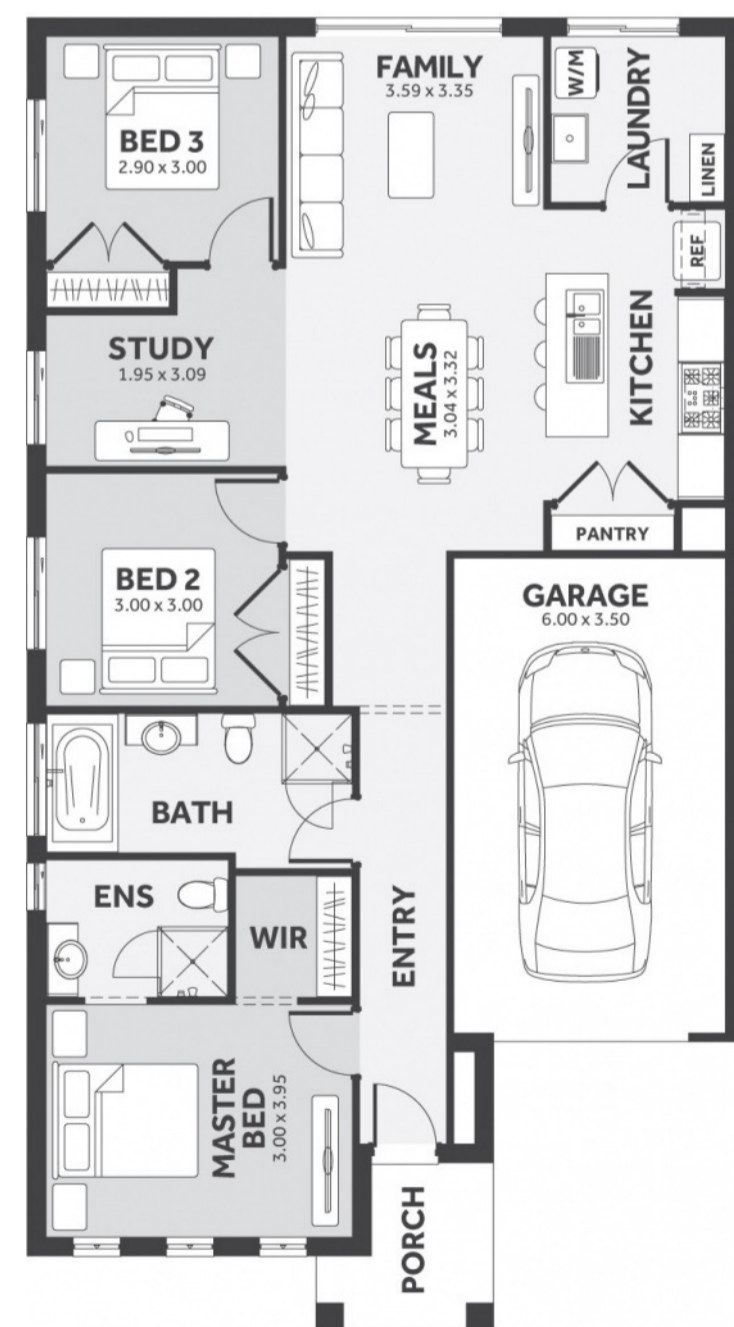 FAMILY
3.59 x 3.35
W/M
LAUNDRY
LINEN
BED 3
2.90 x 3.00
REF
KITCHEN
STUDY
1.95 x 3.09
MEALS
3.04 x 3.32
PANTRY
BED 2
3.00 x 3.00
GARAGE
6.00 x 3.50
BATH
ENS
WIR
ENTRY
MASTER
BED
3.00 x 3.95
PORCH